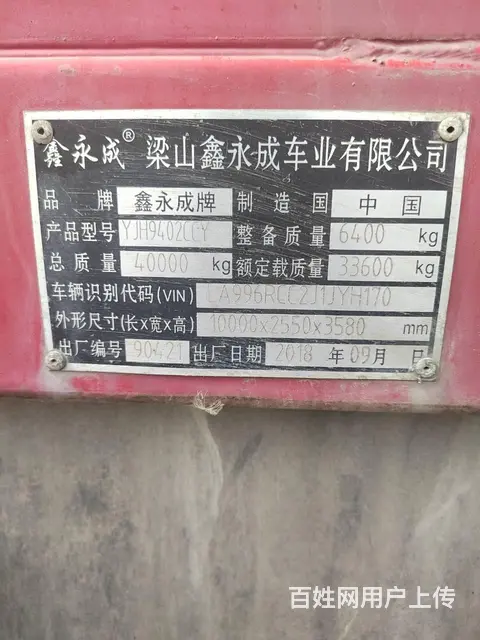 鑫永成® 梁山鑫永成车业有限公司
品牌 鑫永成牌 制造国 中国
产品型号 YJH9402CCY 整备质量 6400 kg
总质量 40000 kg 额定载质量 33600 kg
车辆识别代码(VIN) LA996RCC2J1JYH170
外形尺寸(长X宽X高) 10000x2550x3580 mm
出厂编号 90421 出厂日期 2018 年 09 月 日
百姓网用户上传